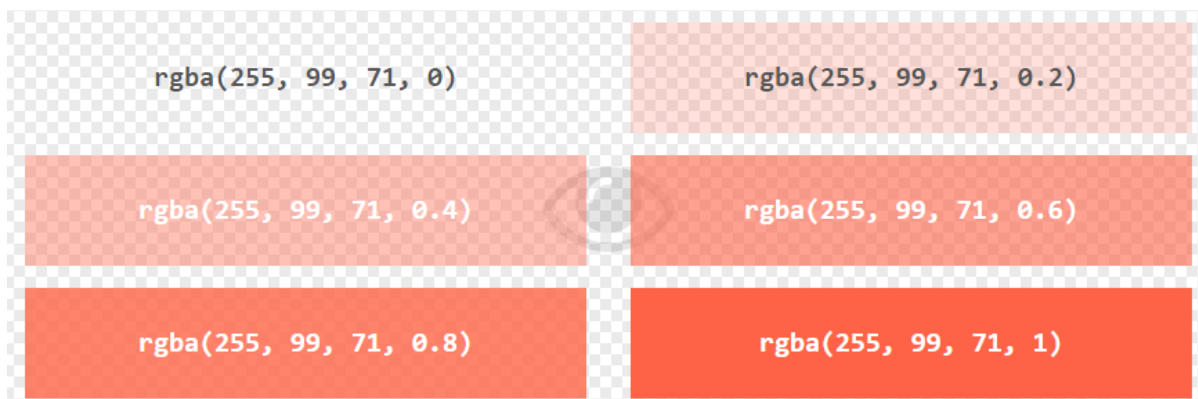 rgba(255, 99, 71, 0)
rgba(255, 99, 71, 0.2)
rgba(255, 99, 71, 0.4)
rgba(255, 99, 71, 0.6)
rgba(255, 99, 71, 0.8)
rgba(255, 99, 71, 1)